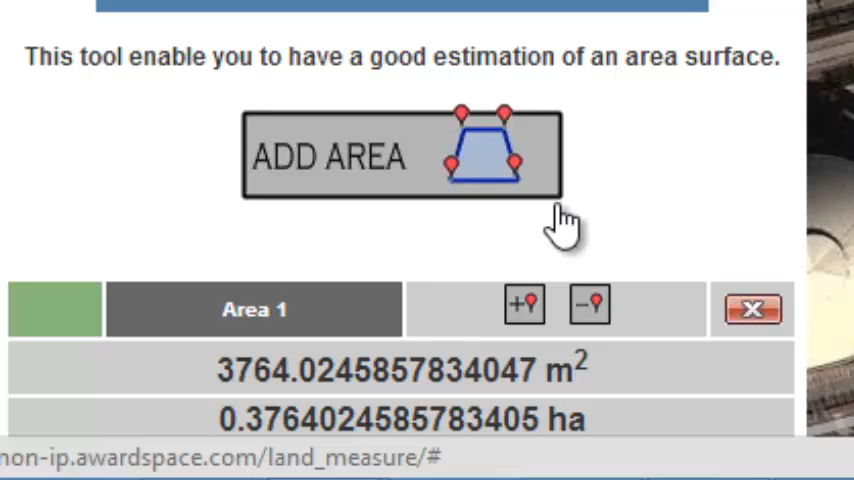 This tool enable you to have a good estimation of an area surface.
ADD AREA
Area 1
3764.0245857834047 m²
0.3764024585783405 ha
non-ip.awardspace.com/land_measure/#